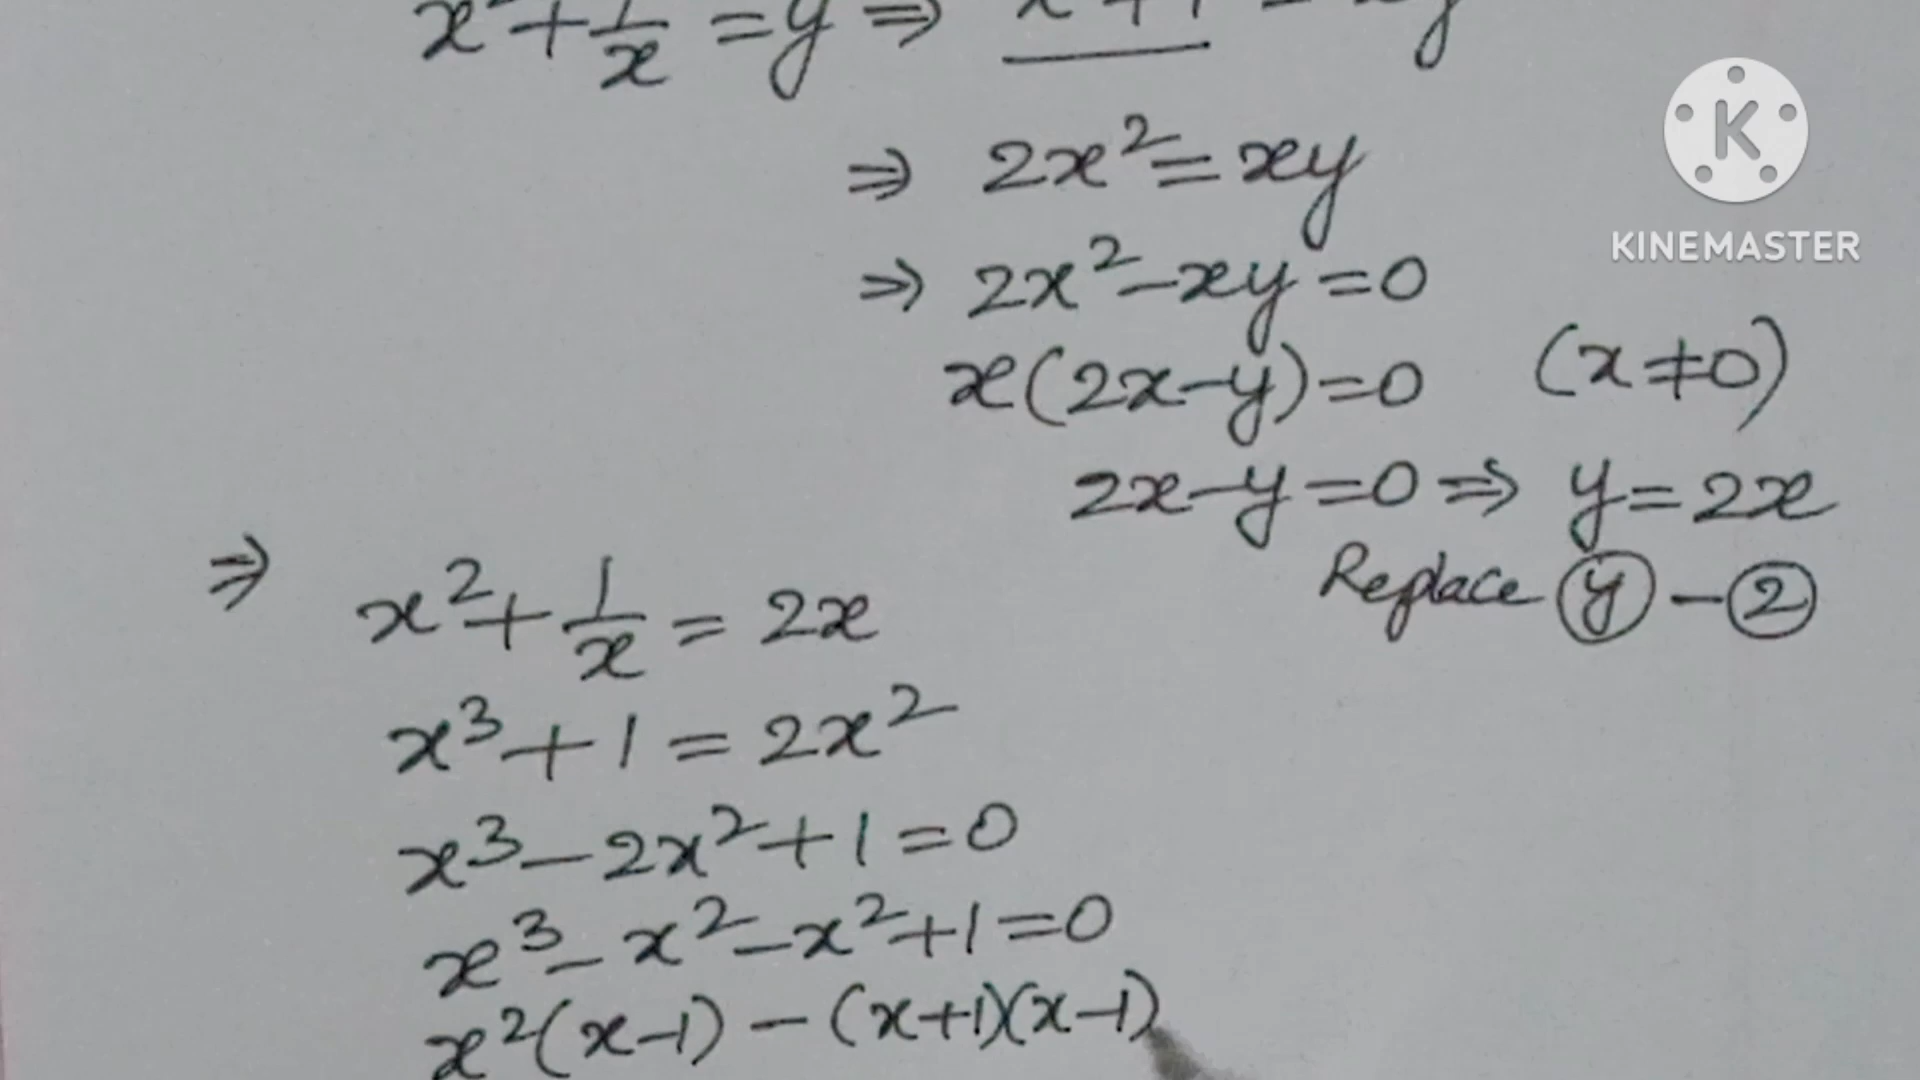 x² + 1/x = y ⇒
⇒ 2x² = xy
⇒ 2x² - xy = 0
x(2x-y) = 0 (x ≠ 0)
2x-y = 0 ⇒ y = 2x
Replace y - 2
⇒ x² + 1/x = 2x
x³ + 1 = 2x²
x³ - 2x² + 1 = 0
x³ - x² - x² + 1 = 0
x²(x-1) - (x+1)(x-1)
K
KINEMASTER